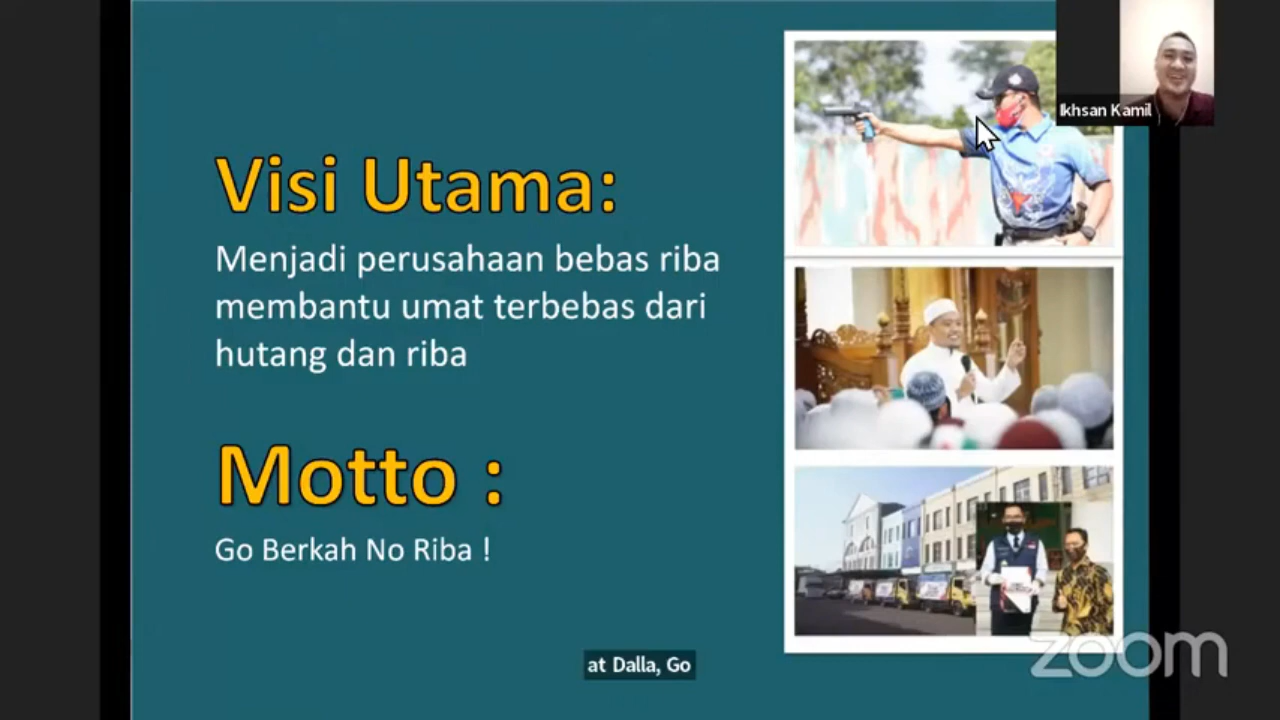 Visi Utama:
Menjadi perusahaan bebas riba
membantu umat terbebas dari
hutang dan riba
Motto :
Go Berkah No Riba !
Ikhsan Kamil
at Dalla, Go
zoom